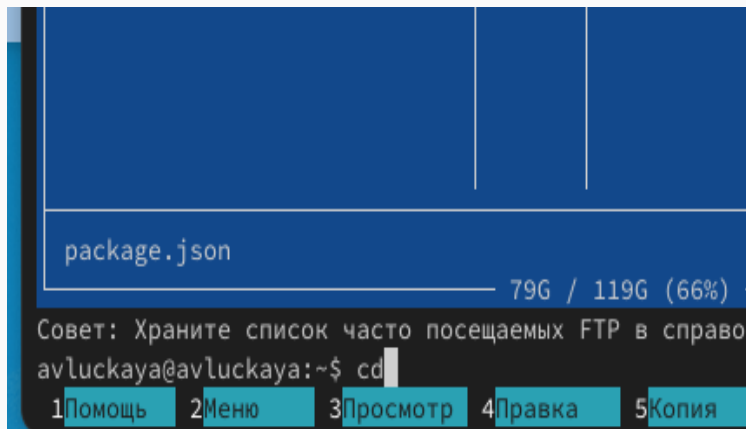 package.json
79G / 119G (66%)
Совет: Храните список часто посещаемых FTP в
avluckaya@avluckaya:~$ cd
1Помощь 2Меню 3Просмотр 4Правка 5Копия